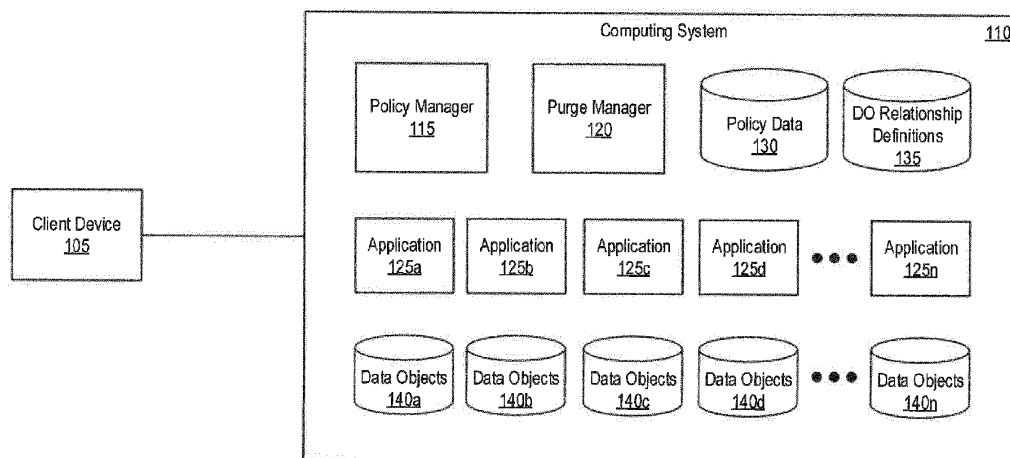 Computing System
110
Policy Manager
115
Purge Manager
120
Policy Data
130
DO Relationship
Definitions
135
Client Device
105
Application
125a
Application
125b
Application
125c
Application
125d
Application
125n
Data Objects
140a
Data Objects
140b
Data Objects
140c
Data Objects
140d
Data Objects
140n